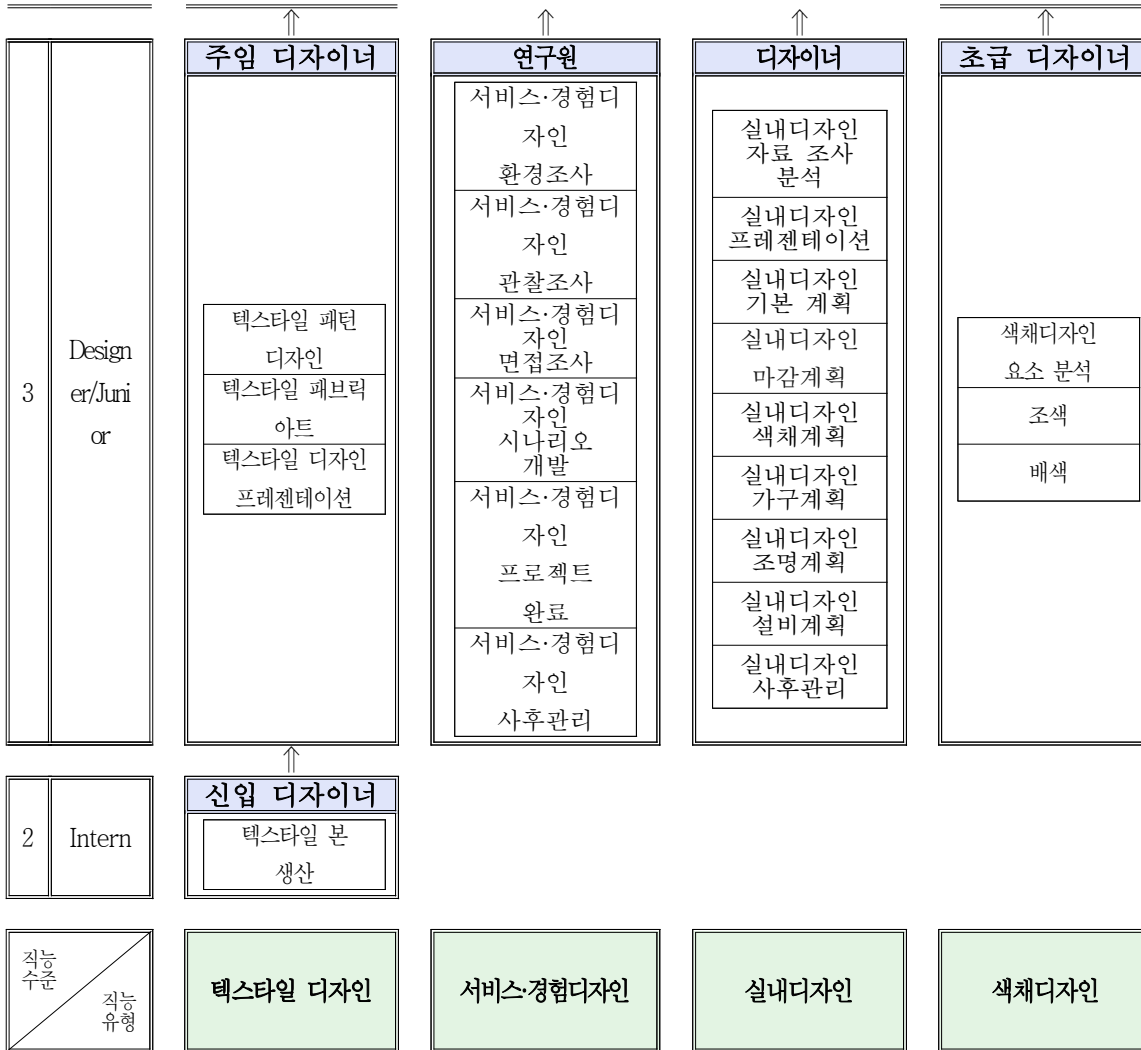 ⇑
⇑
⇑
⇑
3
Design
er/Juni
or
주임 디자이너
텍스타일 패턴
디자인
텍스타일 패브릭
아트
텍스타일 디자인
프레젠테이션
연구원
서비스·경험디
자인
환경조사
서비스·경험디
자인
관찰조사
서비스·경험디
자인
면접조사
서비스·경험디
자인
시나리오
개발
서비스·경험디
자인
프로젝트
완료
서비스·경험디
자인
사후관리
디자이너
실내디자인
자료 조사
분석
실내디자인
프레젠테이션
실내디자인
기본 계획
실내디자인
마감계획
실내디자인
색채계획
실내디자인
가구계획
실내디자인
조명계획
실내디자인
설비계획
실내디자인
사후관리
초급 디자이너
색채디자인
요소 분석
조색
배색
⇑
2
Intern
신입 디자이너
텍스타일 본
생산
직능
수준
직능
유형
텍스타일 디자인
서비스·경험디자인
실내디자인
색채디자인